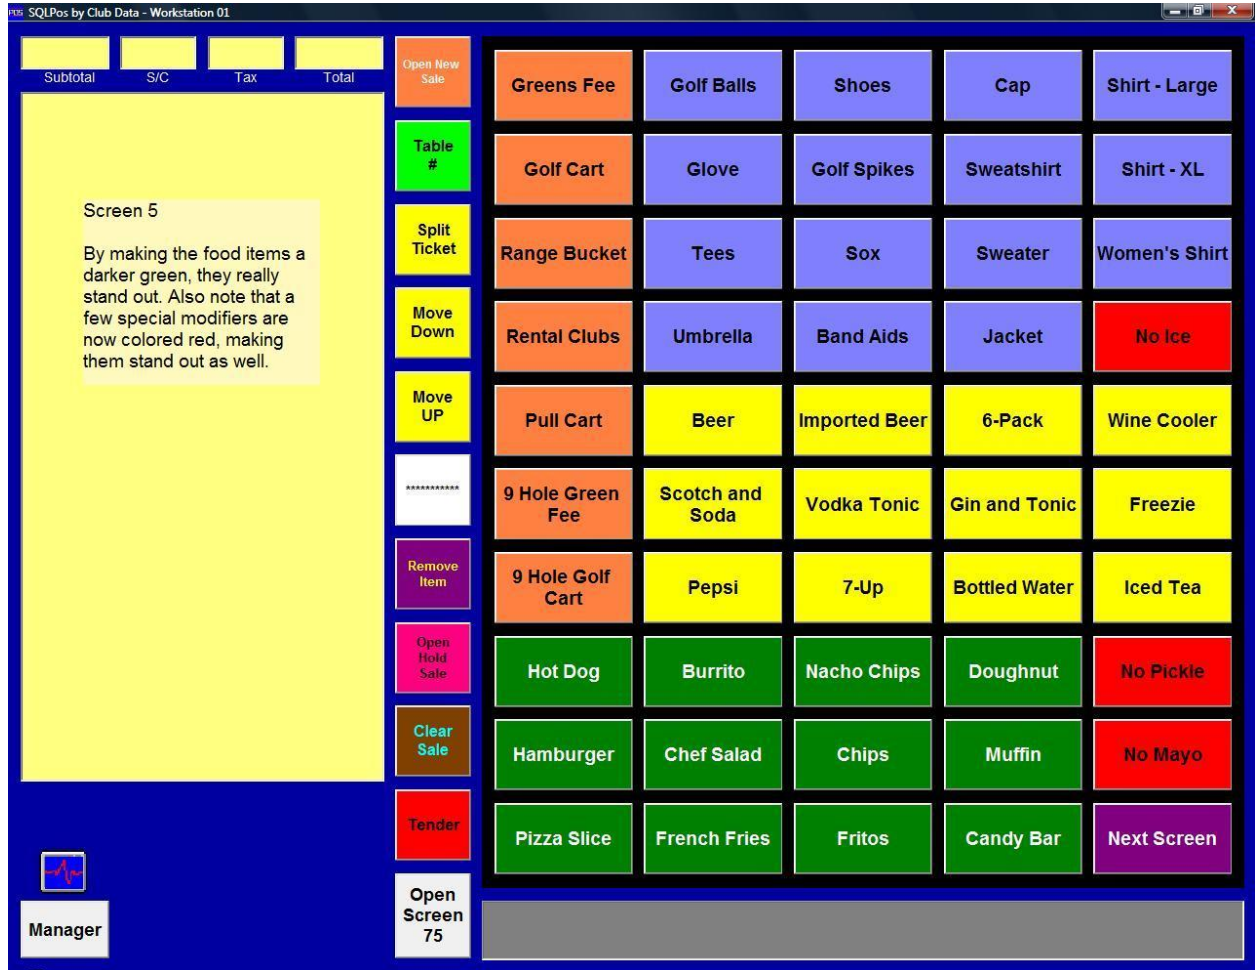 POS SQLPos by Club Data - Workstation 01
Subtotal S/C Tax Total
Screen 5
By making the food items a
darker green, they really
stand out. Also note that a
few special modifiers are
now colored red, making
them stand out as well.
Manager
Open New
Sale
Table
#
Split
Ticket
Move
Down
Move
UP
***********
Remove
Item
Open
Hold
Sale
Clear
Sale
Tender
Open
Screen
75
Greens Fee Golf Balls Shoes Cap Shirt - Large
Golf Cart Glove Golf Spikes Sweatshirt Shirt - XL
Range Bucket Tees Sox Sweater Women's Shirt
Rental Clubs Umbrella Band Aids Jacket No Ice
Pull Cart Beer Imported Beer 6-Pack Wine Cooler
9 Hole Green
Fee
Scotch and
Soda
Vodka Tonic Gin and Tonic Freezie
9 Hole Golf
Cart
Pepsi 7-Up Bottled Water Iced Tea
Hot Dog Burrito Nacho Chips Doughnut No Pickle
Hamburger Chef Salad Chips Muffin No Mayo
Pizza Slice French Fries Fritos Candy Bar Next Screen